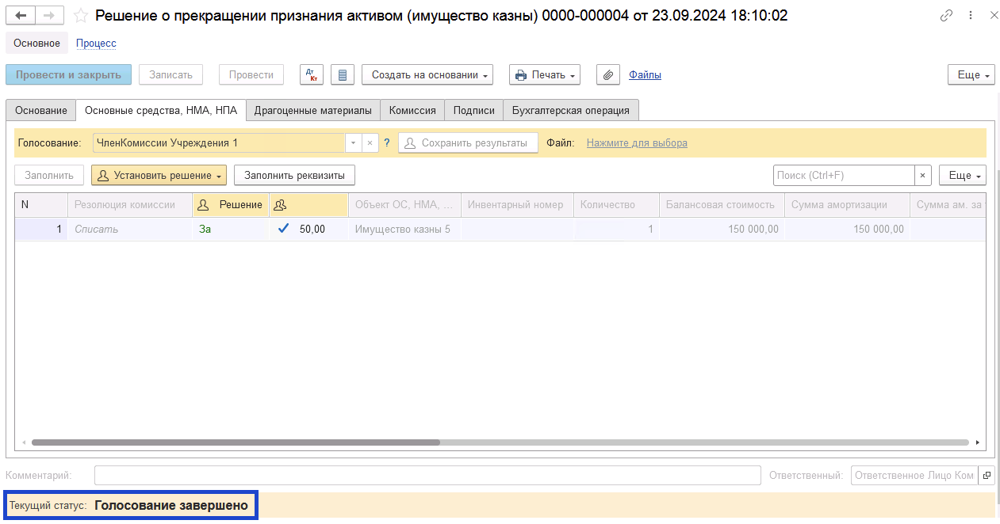 Решение о прекращении признания активом (имущество казны) 0000-000004 от 23.09.2024 18:10:02
Основное Процесс
Провести и закрыть Записать Провести Дт Кт Создать на основании Печать Файлы Еще
Основание Основные средства, НМА, НПА Драгоценные материалы Комиссия Подписи Бухгалтерская операция
Голосование: ЧленКомиссии Учреждения 1 × ? Сохранить результаты Файл: Нажмите для выбора
Заполнить Установить решение Заполнить реквизиты Поиск (Ctrl+F) × Еще
N Резолюция комиссии Решение Объект ОС, НМА, ... Инвентарный номер Количество Балансовая стоимость Сумма амортизации Сумма ам. за
1 Списать За 50,00 Имущество казны 5 1 150 000,00 150 000,00
Комментарий: Ответственный: Ответственное Лицо Ком
Текущий статус: Голосование завершено